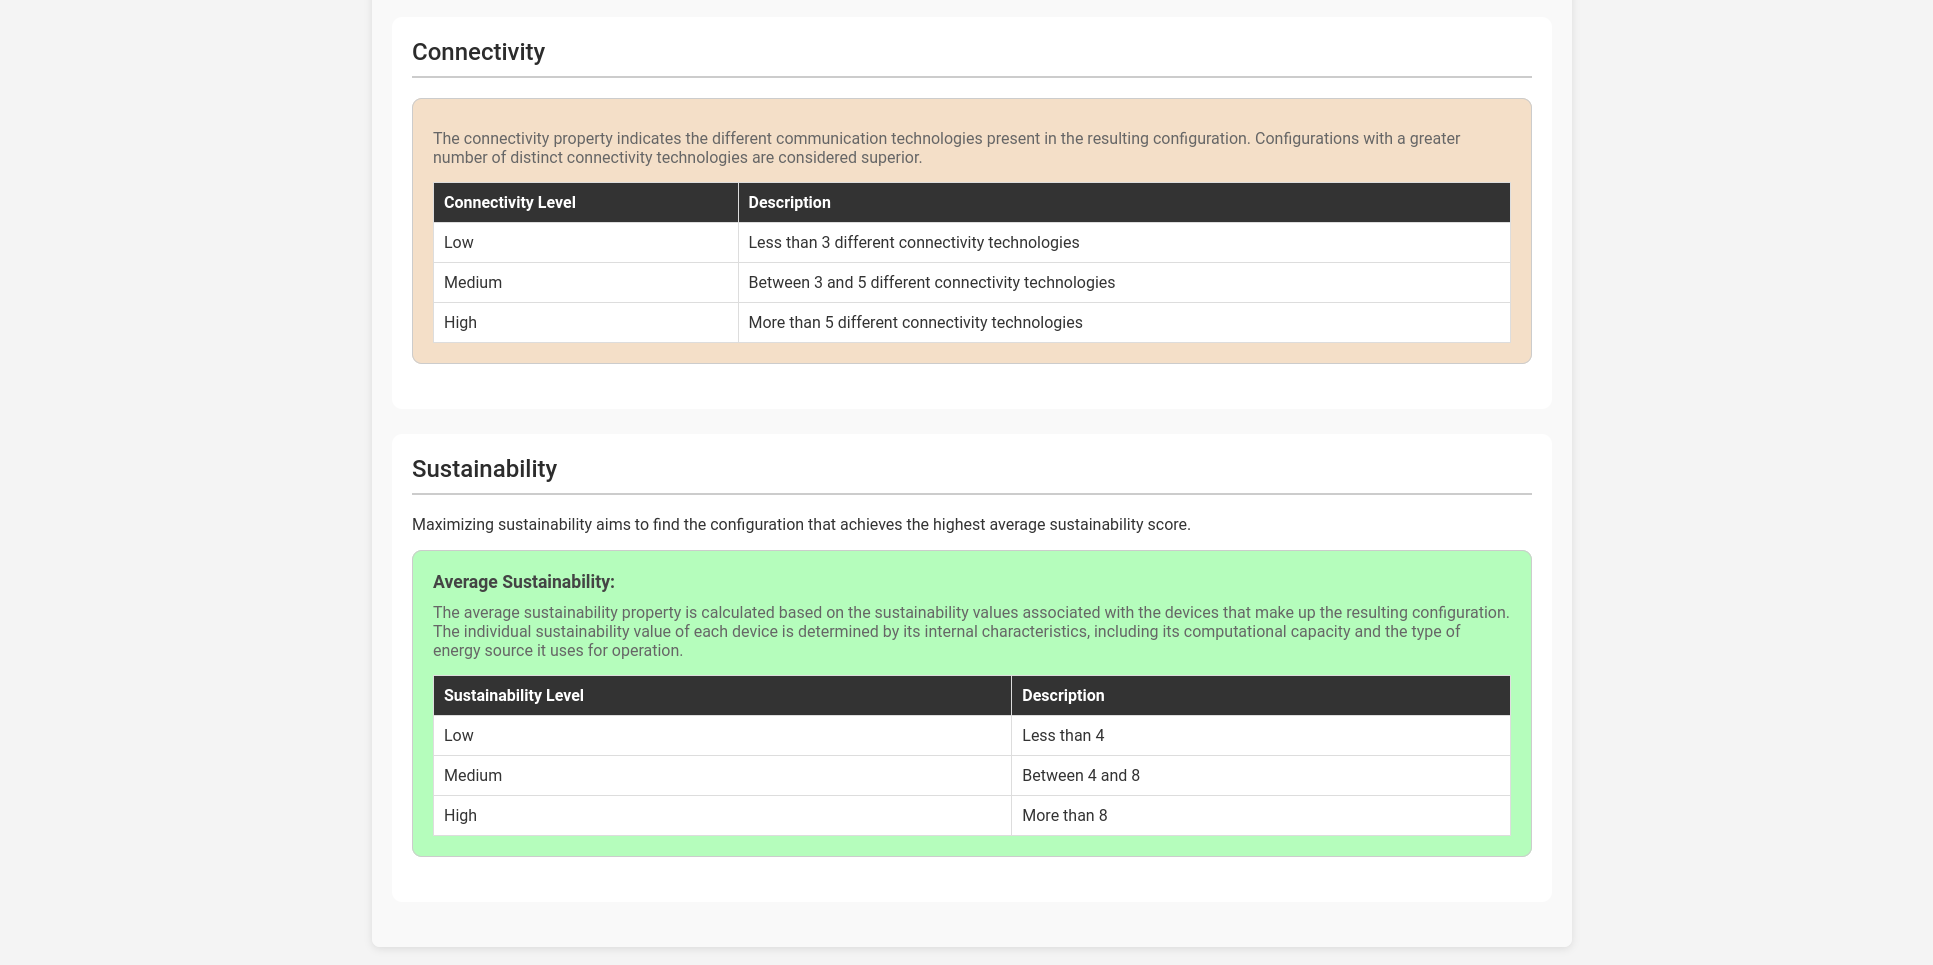 Connectivity
The connectivity property indicates the different communication technologies present in the resulting configuration. Configurations with a greater
number of distinct connectivity technologies are considered superior.
Connectivity Level Description
Low Less than 3 different connectivity technologies
Medium Between 3 and 5 different connectivity technologies
High More than 5 different connectivity technologies
Sustainability
Maximizing sustainability aims to find the configuration that achieves the highest average sustainability score.
Average Sustainability:
The average sustainability property is calculated based on the sustainability values associated with the devices that make up the resulting configuration.
The individual sustainability value of each device is determined by its internal characteristics, including its computational capacity and the type of
energy source it uses for operation.
Sustainability Level Description
Low Less than 4
Medium Between 4 and 8
High More than 8